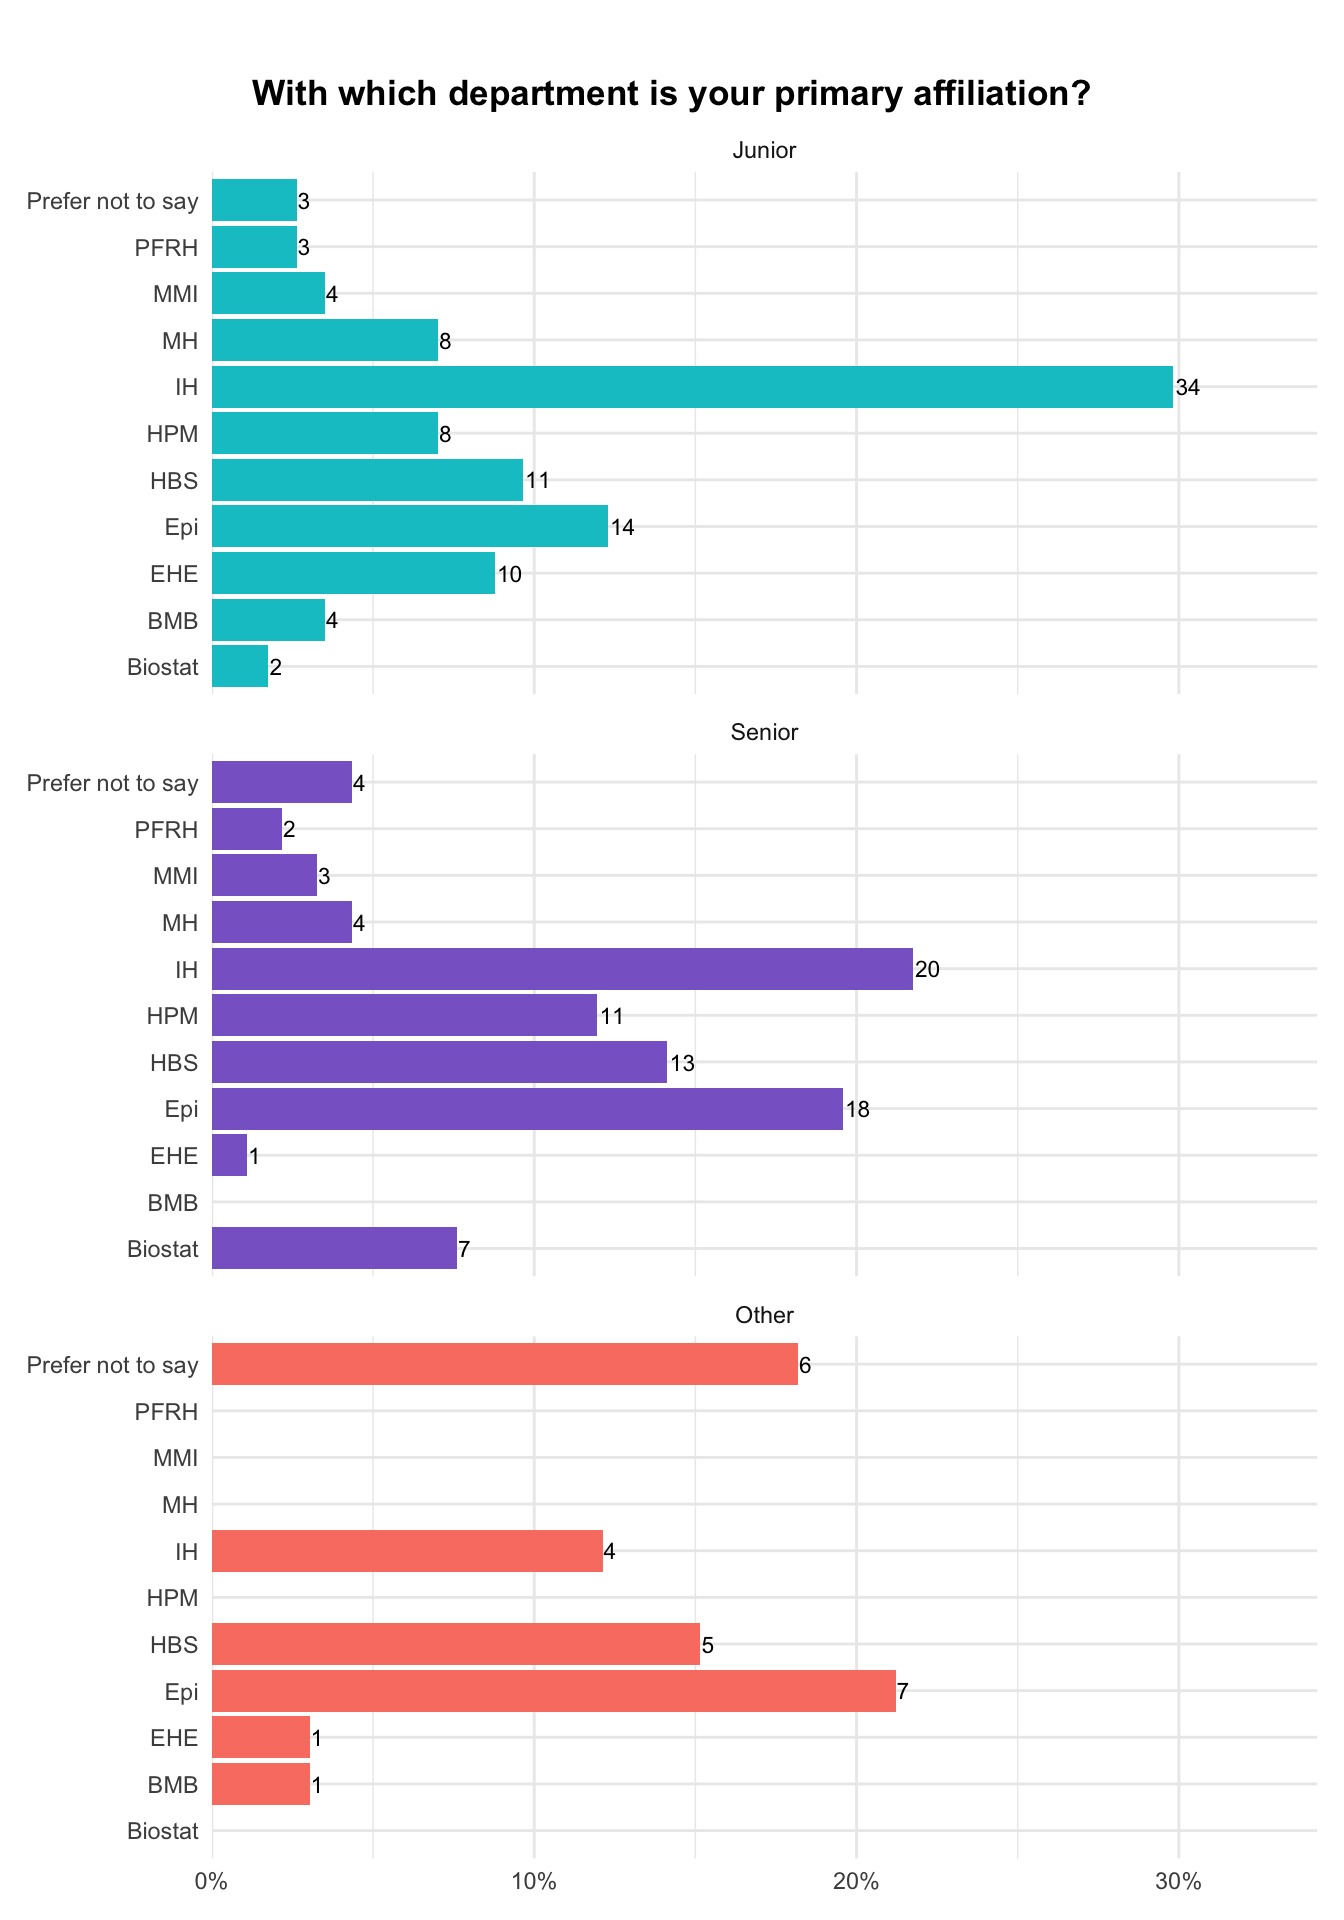 With which department is your primary affiliation?
Junior
Prefer not to say 3
PFRH 3
MMI 4
MH 8
IH 34
HPM 8
HBS 11
Epi 14
EHE 10
BMB 4
Biostat 2
Senior
Prefer not to say 4
PFRH 2
MMI 3
MH 4
IH 20
HPM 11
HBS 13
Epi 18
EHE 1
BMB
Biostat 7
Other
Prefer not to say 6
PFRH
MMI
MH
IH 4
HPM
HBS 5
Epi 7
EHE 1
BMB 1
Biostat
0% 10% 20% 30%